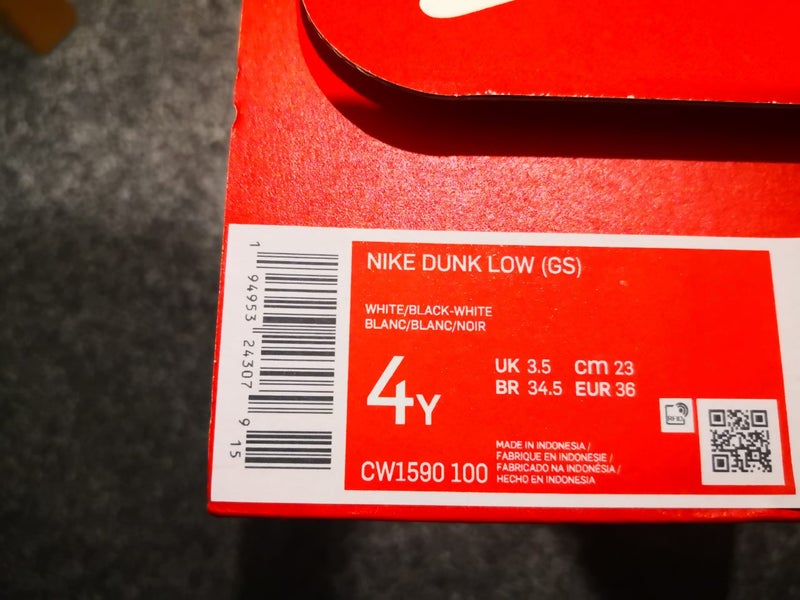 NIKE DUNK LOW (GS)
WHITE/BLACK-WHITE
BLANC/BLANC/NOIR
4Y
UK 3.5 cm 23
BR 34.5 EUR 36
RFID
CW1590 100
MADE IN INDONESIA /
FABRIQUE EN INDONESIE /
FABRICADO NA INDONÉSIA /
HECHO EN INDONESIA
1 94953 24307 9 15